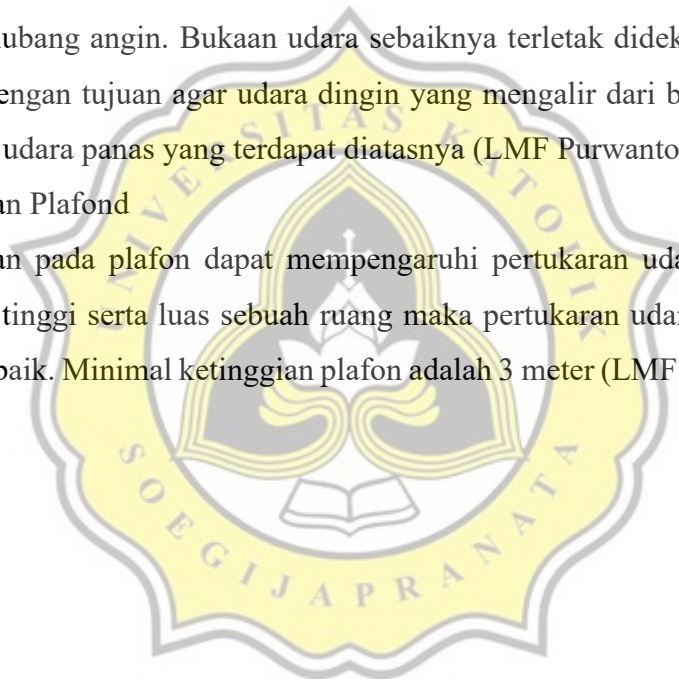 ubang angin. Bukaan udara sebaiknya terletak didek
engan tujuan agar udara dingin yang mengalir dari b
udara panas yang terdapat diatasnya (LMF Purwanto
an Plafond
an pada plafon dapat mempengaruhi pertukaran uda
tinggi serta luas sebuah ruang maka pertukaran udar
baik. Minimal ketinggian plafon adalah 3 meter (LMF
UNIVERSITAS KATOLIK
SOEGIJAPRANATA